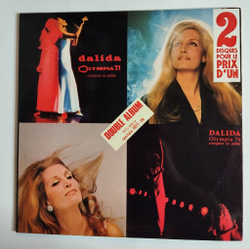 dalida
OLYMPIA 71
enregistré en public
2
DISQUES
POUR LE
PRIX
D'UN
DOUBLE ALBUM
DALIDA
Olympia 74
enregistré en public